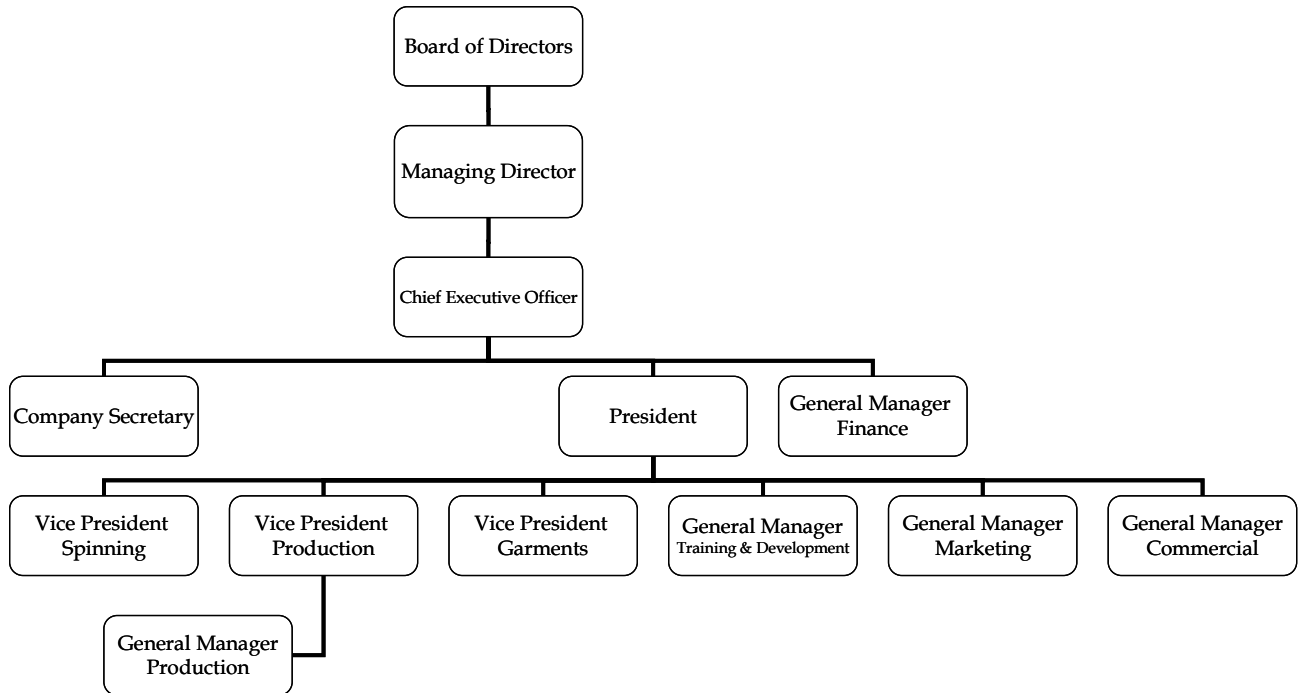 Board of Directors
Managing Director
Chief Executive Officer
Company Secretary
President
General Manager
Finance
Vice President
Spinning
Vice President
Production
Vice President
Garments
General Manager
Training & Development
General Manager
Marketing
General Manager
Commercial
General Manager
Production